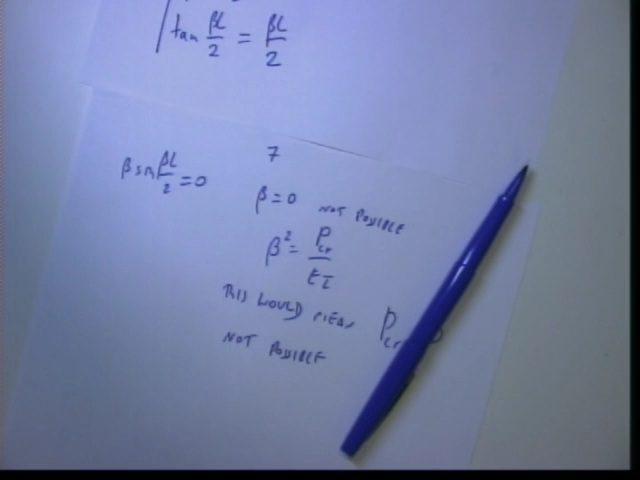 tan βL/2 = βL/2
7
β sin βL/2 = 0
β = 0 NOT POSSIBLE
β² = Pcr/EI
THIS WOULD MEAN Pcr
NOT POSSIBLE